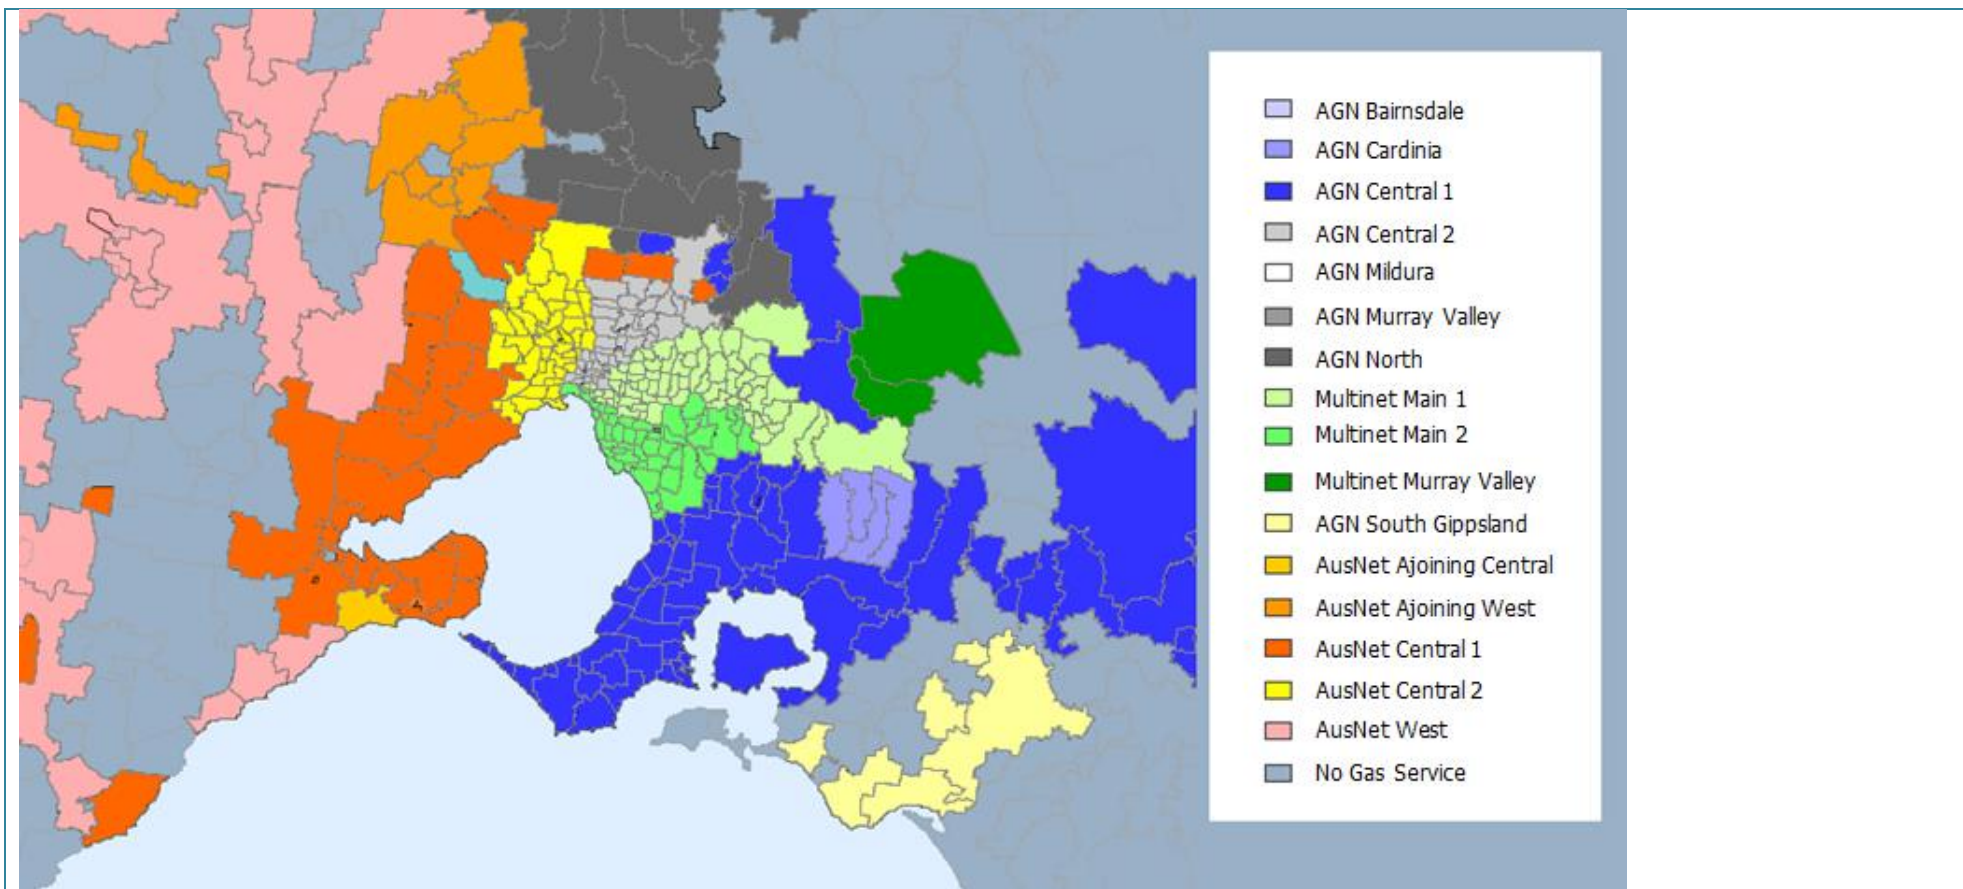 AGN Bairnsdale
AGN Cardinia
AGN Central 1
AGN Central 2
AGN Mildura
AGN Murray Valley
AGN North
Multinet Main 1
Multinet Main 2
Multinet Murray Valley
AGN South Gippsland
AusNet Ajoining Central
AusNet Ajoining West
AusNet Central 1
AusNet Central 2
AusNet West
No Gas Service